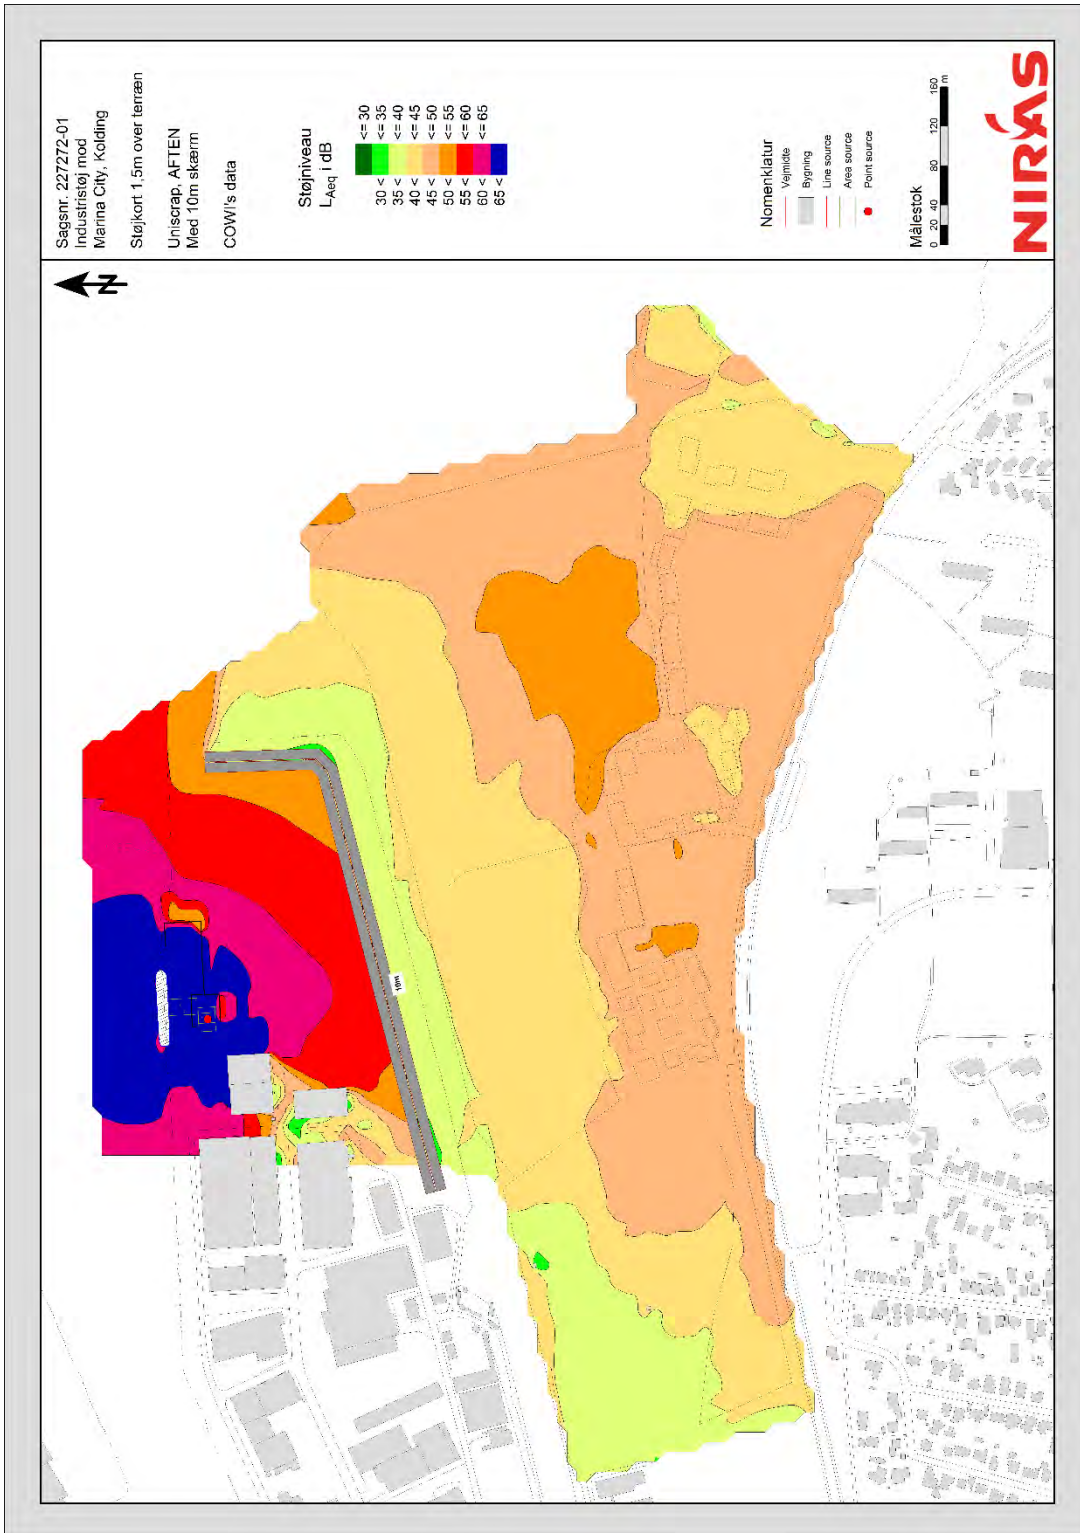 Sagsnr. 227272-01
Industristøj mod
Marina City, Kolding
Støjkort 1,5m over terræn
Uniscrap, AFTEN
Med 10m skærm
COWI's data
Støjniveau
LAeq i dB
<= 30
30 < <= 35
35 < <= 40
40 < <= 45
45 < <= 50
50 < <= 55
55 < <= 60
60 < <= 65
65 <
Nomenklatur
Vejmidte
Bygning
Line source
Area source
Point source
Målestok
0 20 40 80 120 160
m
NIRAS
N
10m